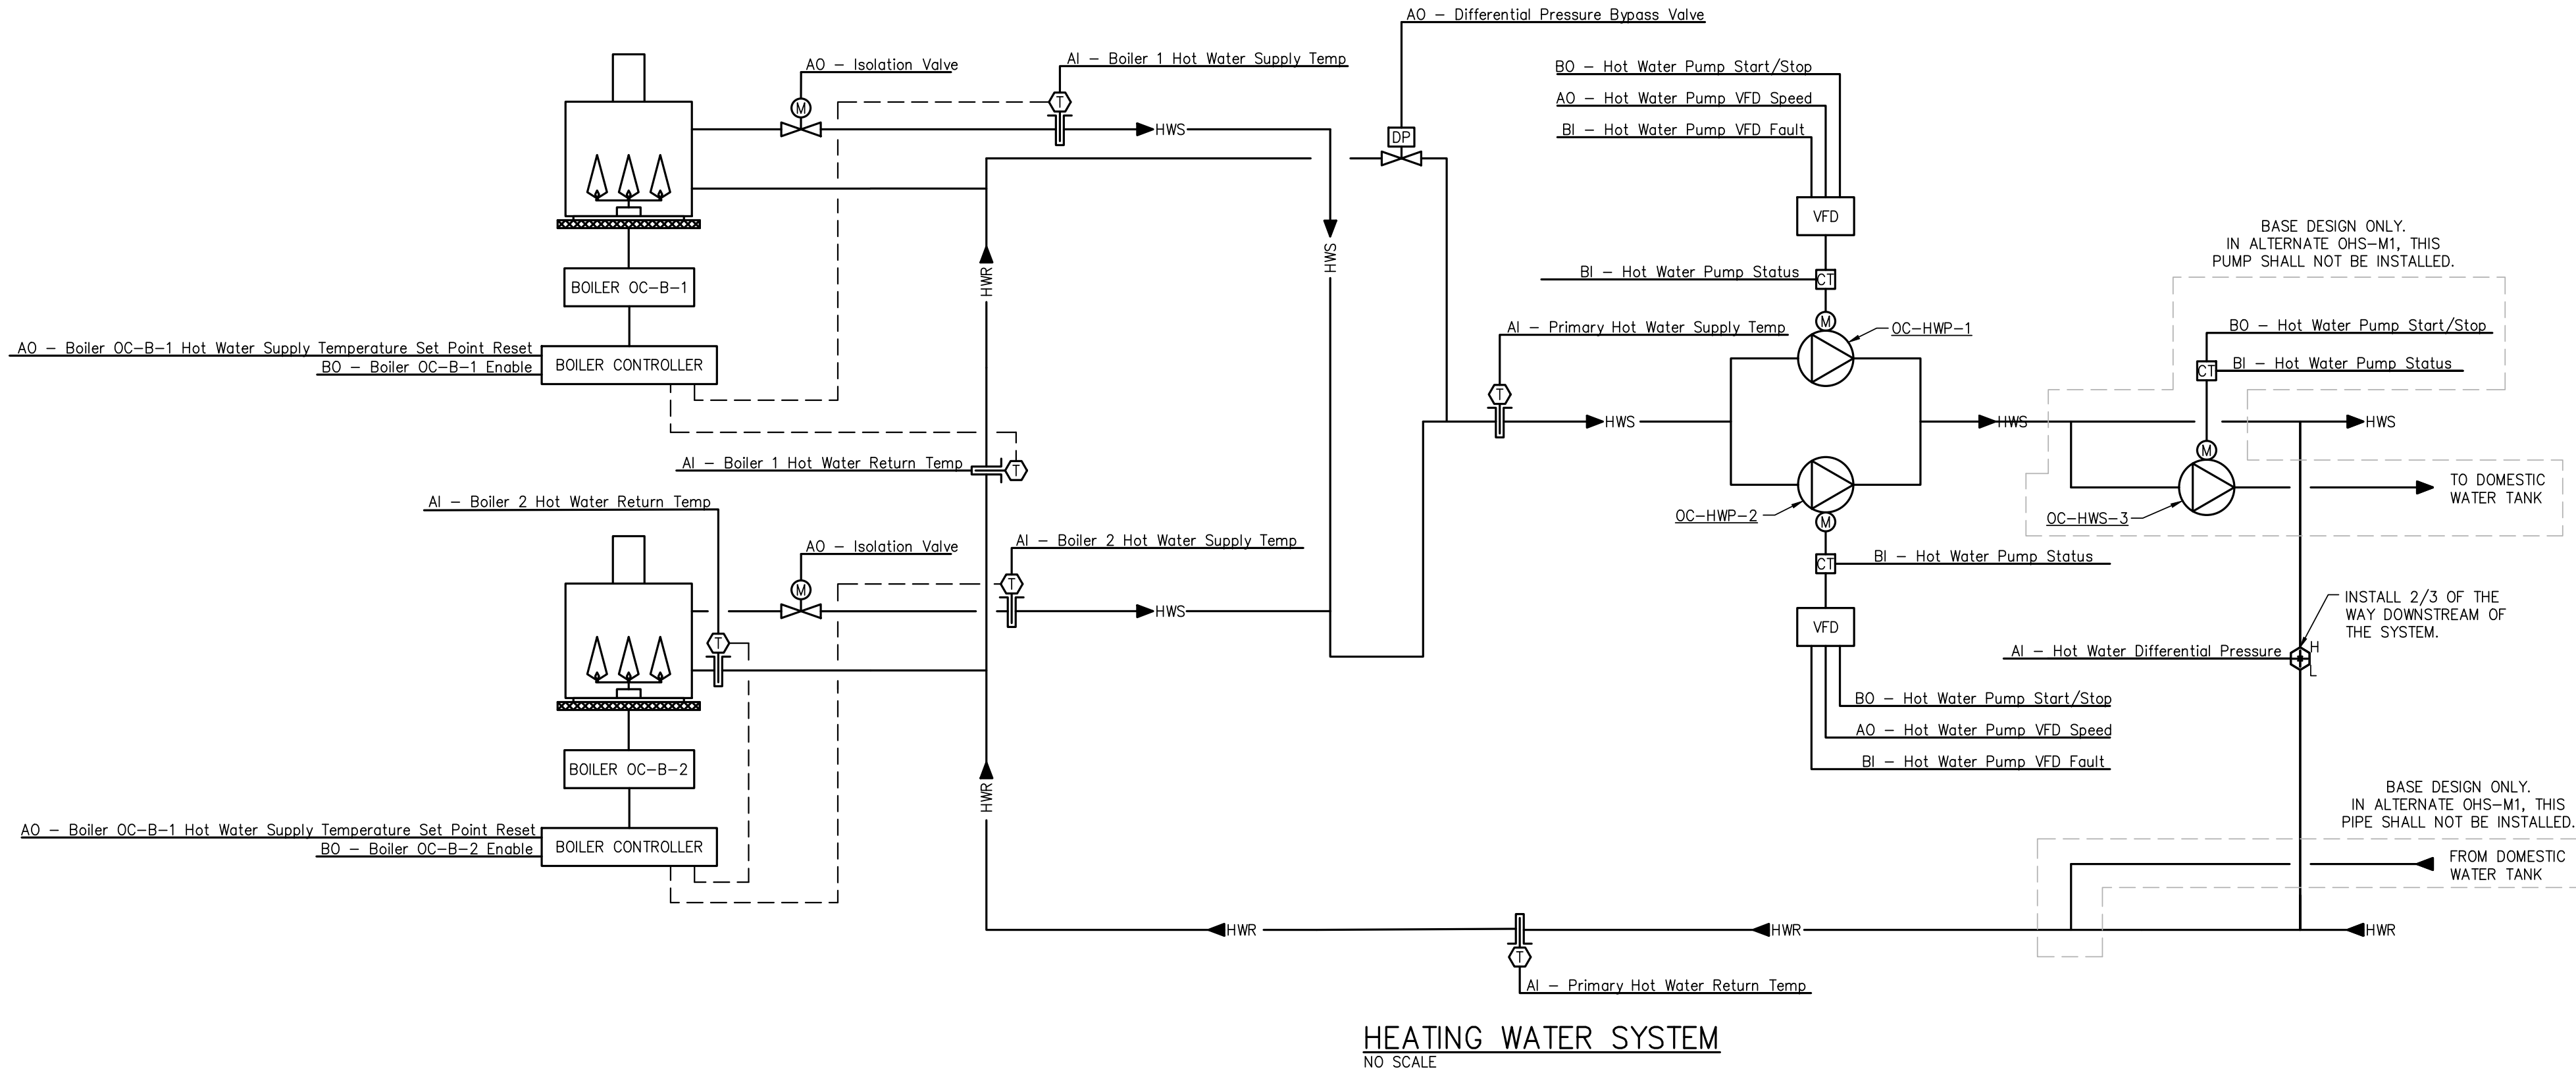 AO - Differential Pressure Bypass Valve
AO - Isolation Valve
AI - Boiler 1 Hot Water Supply Temp
BO - Hot Water Pump Start/Stop
AO - Hot Water Pump VFD Speed
BI - Hot Water Pump VFD Fault
M
T
HWS
DP
VFD
HWS
HWR
BOILER OC-B-1
BI - Hot Water Pump Status
CT
BASE DESIGN ONLY.
IN ALTERNATE OHS-M1, THIS
PUMP SHALL NOT BE INSTALLED.
AO - Boiler OC-B-1 Hot Water Supply Temperature Set Point Reset
BO - Boiler OC-B-1 Enable
BOILER CONTROLLER
AI - Primary Hot Water Supply Temp
M
OC-HWP-1
BO - Hot Water Pump Start/Stop
BI - Hot Water Pump Status
CT
T
HWS
HWS
HWS
AI - Boiler 1 Hot Water Return Temp
T
M
TO DOMESTIC
WATER TANK
AI - Boiler 2 Hot Water Return Temp
OC-HWP-2
M
OC-HWS-3
AO - Isolation Valve
AI - Boiler 2 Hot Water Supply Temp
BI - Hot Water Pump Status
CT
M
T
HWS
T
VFD
INSTALL 2/3 OF THE
WAY DOWNSTREAM OF
THE SYSTEM.
AI - Hot Water Differential Pressure
H
L
BO - Hot Water Pump Start/Stop
AO - Hot Water Pump VFD Speed
BI - Hot Water Pump VFD Fault
BOILER OC-B-2
HWR
BASE DESIGN ONLY.
IN ALTERNATE OHS-M1, THIS
PIPE SHALL NOT BE INSTALLED.
AO - Boiler OC-B-1 Hot Water Supply Temperature Set Point Reset
BO - Boiler OC-B-2 Enable
BOILER CONTROLLER
FROM DOMESTIC
WATER TANK
HWR
HWR
HWR
T
AI - Primary Hot Water Return Temp
HEATING WATER SYSTEM
NO SCALE